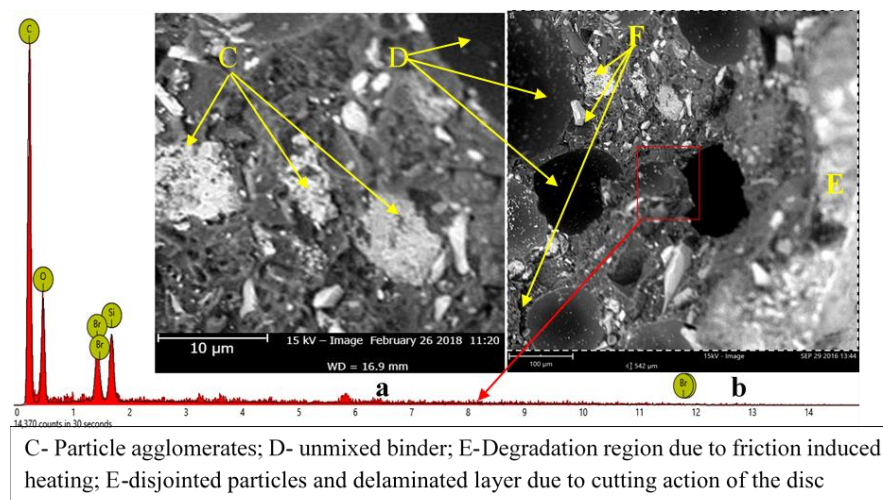 C
O
Br
Br
Si
C
D
10 µm
15 kV – Image February 26 2018 11:20
WD = 16.9 mm
a
F
E
100 µm
542 µm
15kV - Image
SEP 29 2016 13:44
Br
b
0 1 2 3 4 5 6 7 8 9 10 11 12 13 14
14,370 counts in 30 seconds
C- Particle agglomerates; D- unmixed binder; E-Degradation region due to friction induced
heating; E-disjointed particles and delaminated layer due to cutting action of the disc